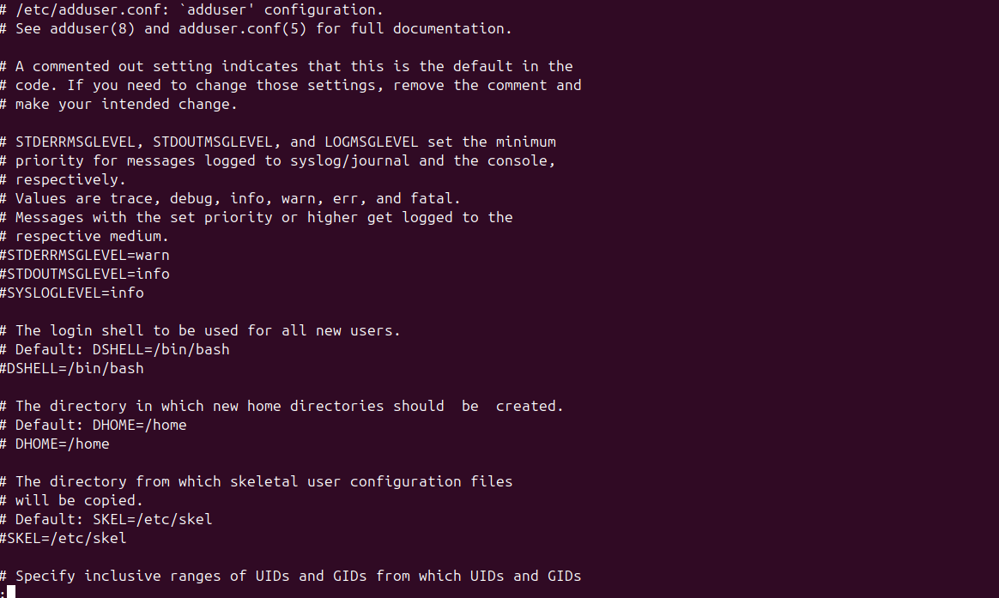 # /etc/adduser.conf: `adduser' configuration.
# See adduser(8) and adduser.conf(5) for full documentation.

# A commented out setting indicates that this is the default in the
# code. If you need to change those settings, remove the comment and
# make your intended change.

# STDERRMSGLEVEL, STDOUTMSGLEVEL, and LOGMSGLEVEL set the minimum
# priority for messages logged to syslog/journal and the console,
# respectively.
# Values are trace, debug, info, warn, err, and fatal.
# Messages with the set priority or higher get logged to the
# respective medium.
#STDERRMSGLEVEL=warn
#STDOUTMSGLEVEL=info
#SYSLOGLEVEL=info

# The login shell to be used for all new users.
# Default: DSHELL=/bin/bash
#DSHELL=/bin/bash

# The directory in which new home directories should  be  created.
# Default: DHOME=/home
# DHOME=/home

# The directory from which skeletal user configuration files
# will be copied.
# Default: SKEL=/etc/skel
#SKEL=/etc/skel

# Specify inclusive ranges of UIDs and GIDs from which UIDs and GIDs
: